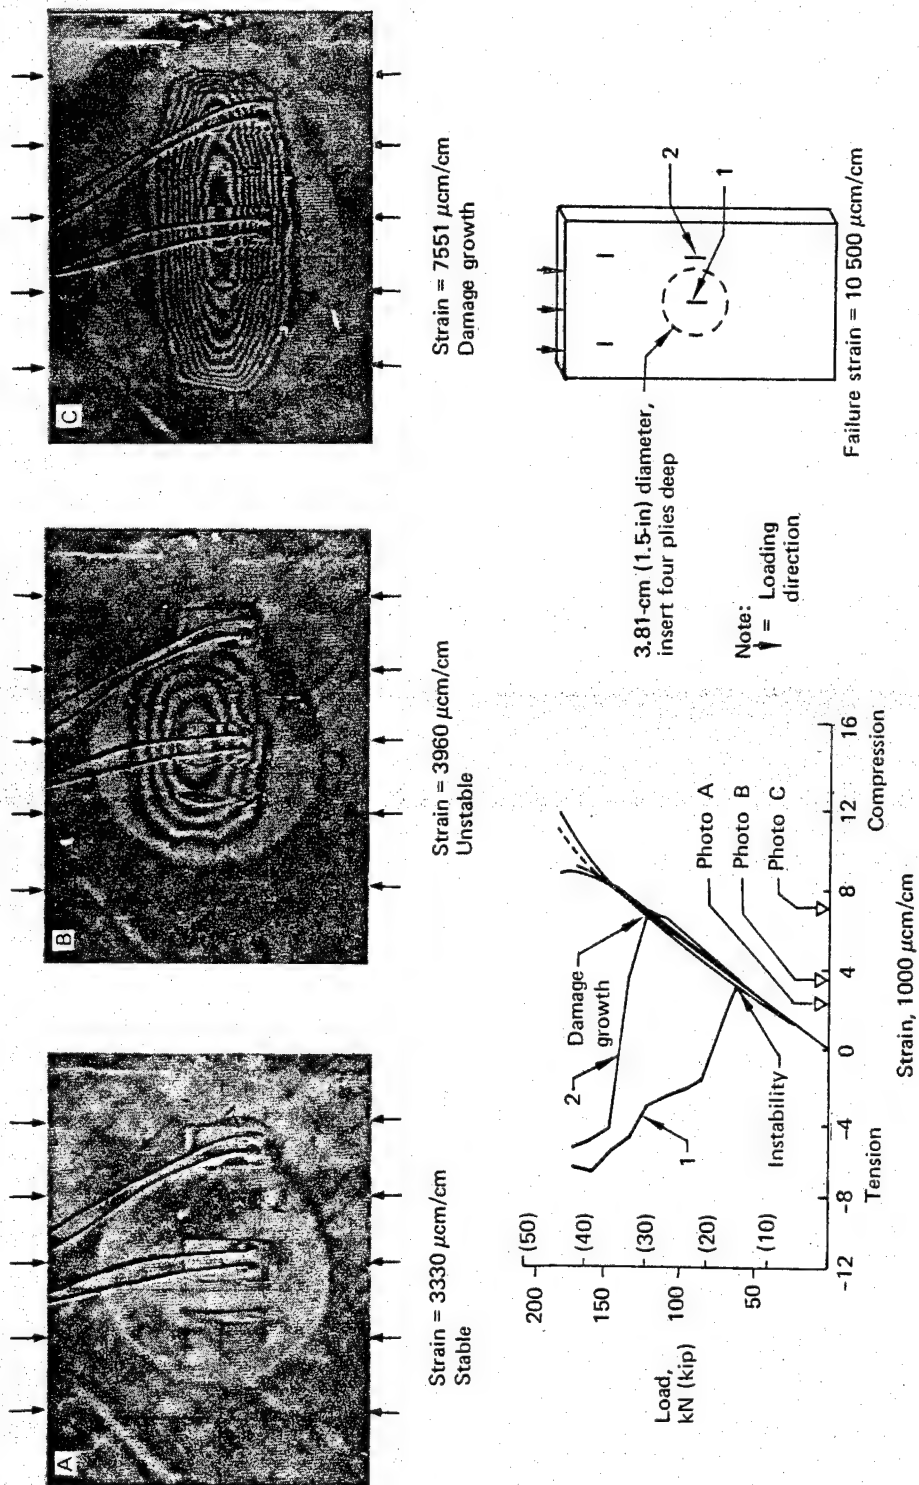 A
Strain = 3330 μcm/cm
Stable
B
Strain = 3960 μcm/cm
Unstable
C
Strain = 7551 μcm/cm
Damage growth
Load,
kN (kip)
200
150
100
50
(50)
(40)
(30)
(20)
(10)
-12
-8
-4
0
4
8
12
16
Tension
Compression
Strain, 1000 μcm/cm
2
1
Damage
growth
Instability
Photo A
Photo B
Photo C
3.81-cm (1.5-in) diameter,
insert four plies deep
2
1
Note:
= Loading
direction
Failure strain = 10 500 μcm/cm